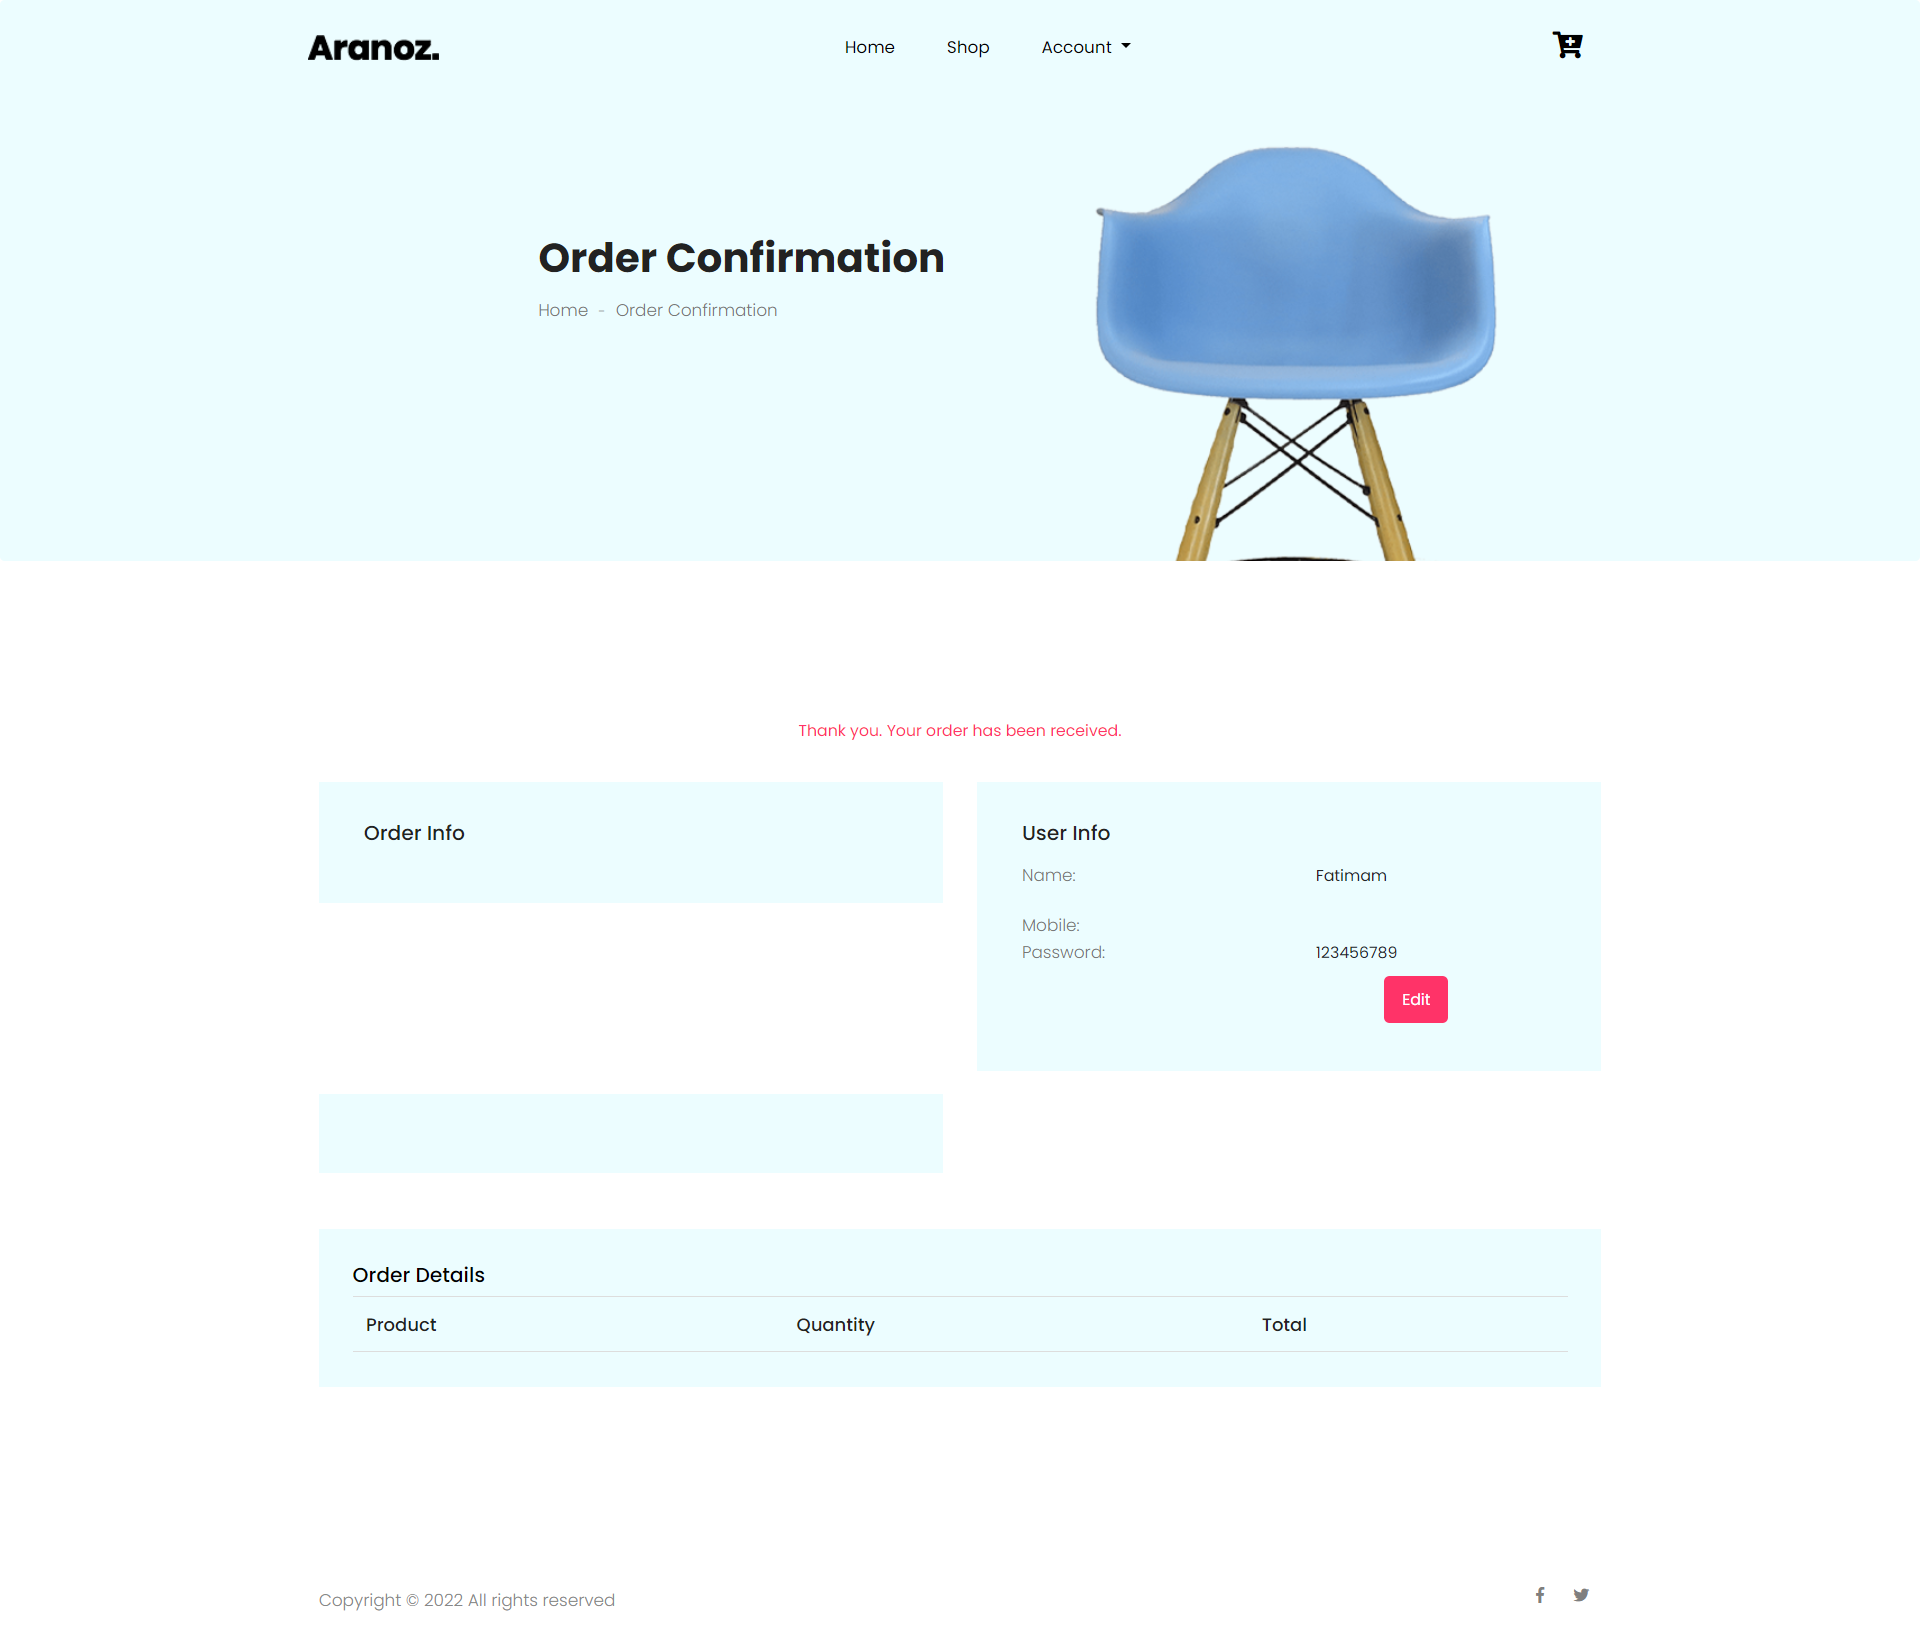 Aranoz.
Home
Shop
Account
Order Confirmation
Home - Order Confirmation
Thank you. Your order has been received.
Order Info
User Info
Name:
Fatimam
Mobile:
Password:
123456789
Edit
Order Details
Product
Quantity
Total
Copyright © 2022 All rights reserved